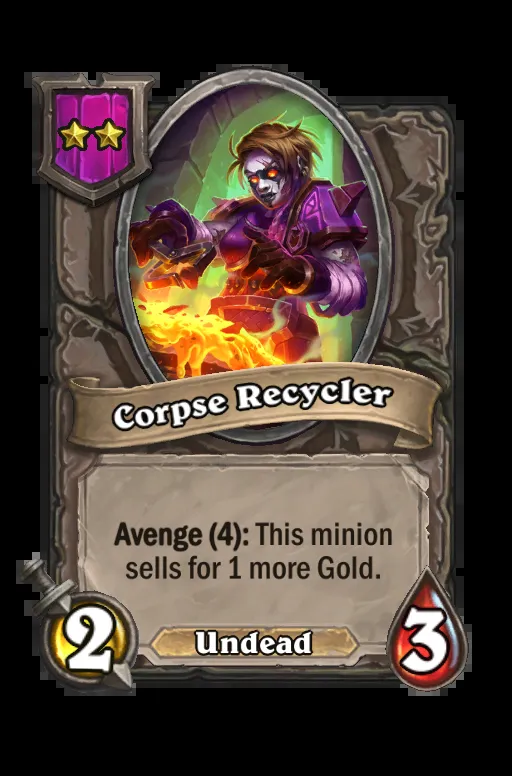 Corpse Recycler
Avenge (4): This minion
sells for 1 more Gold.
2
Undead
3